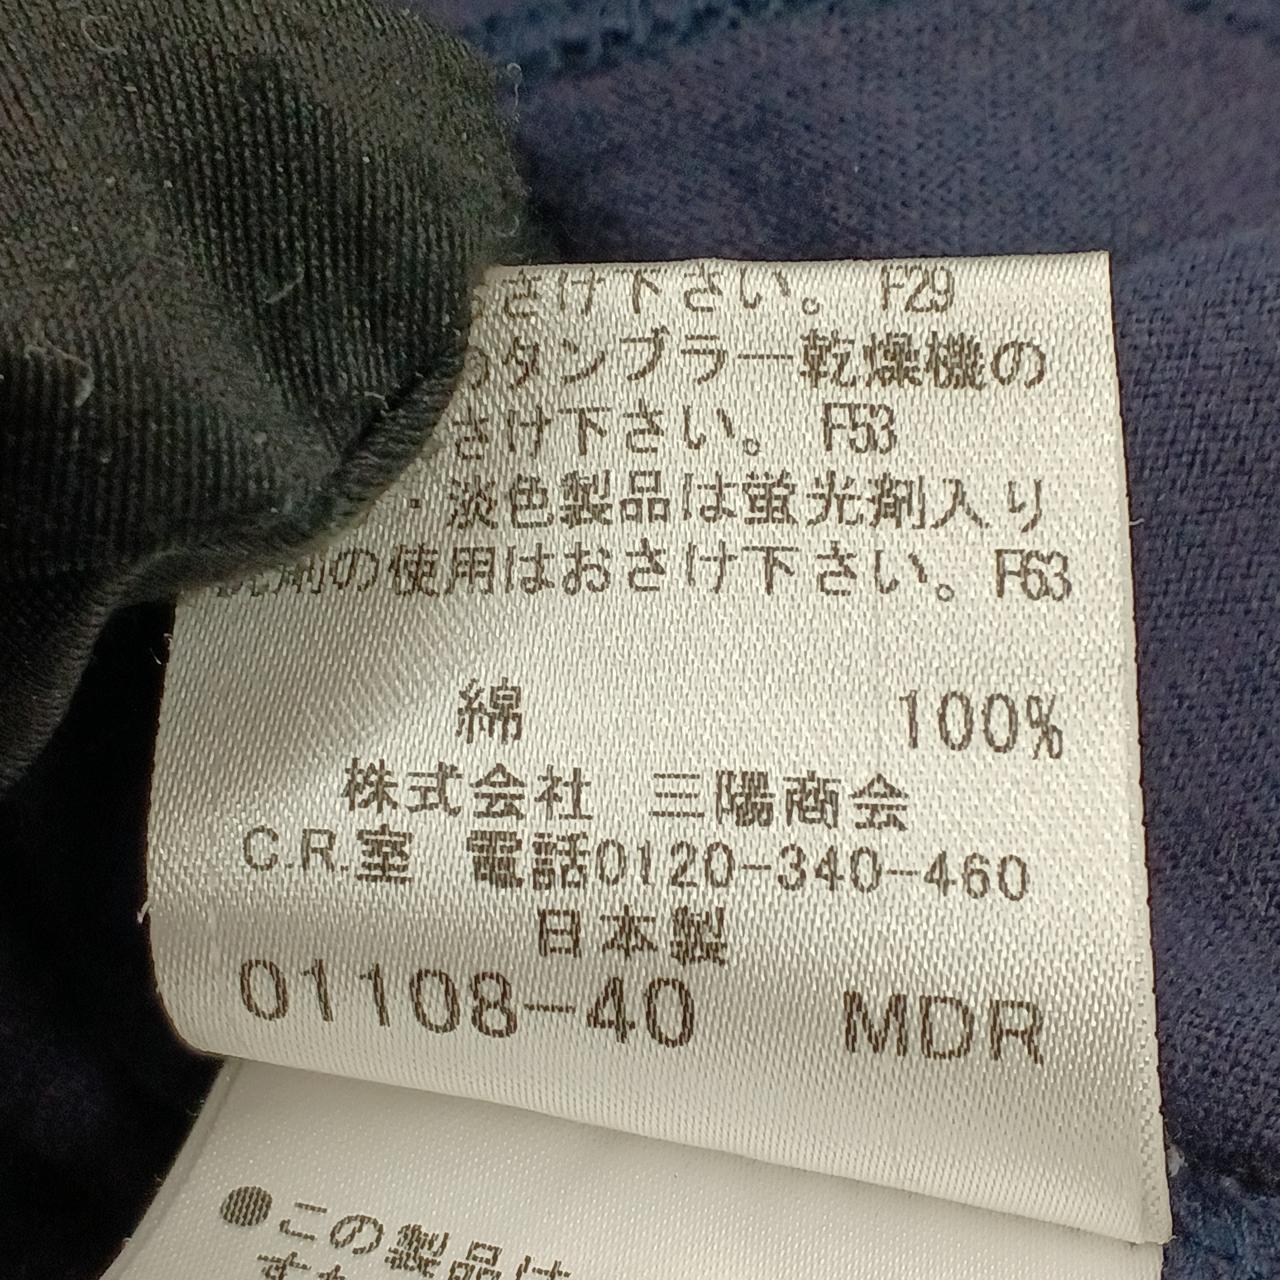 さけ下さい。 F29
のタンブラー乾燥機の
さけ下さい。 F53
・淡色製品は蛍光剤入り
洗剤の使用はおさけ下さい。F63
綿 100%
株式会社 三陽商会
C.R.室 電話0120-340-460
日本製
01108-40 MDR
●この製品は